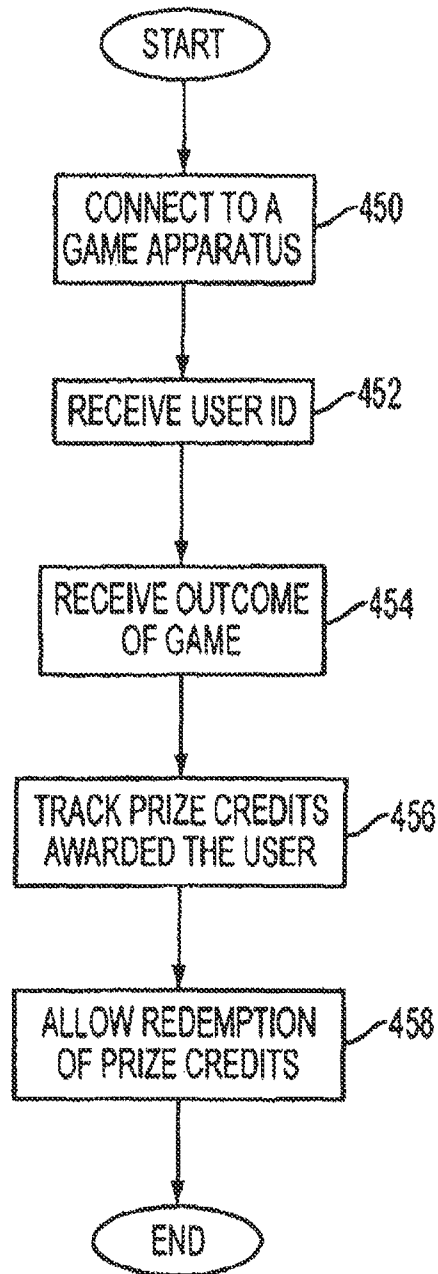 START
CONNECT TO A
GAME APPARATUS
450
RECEIVE USER ID
452
RECEIVE OUTCOME
OF GAME
454
TRACK PRIZE CREDITS
AWARDED THE USER
456
ALLOW REDEMPTION
OF PRIZE CREDITS
458
END